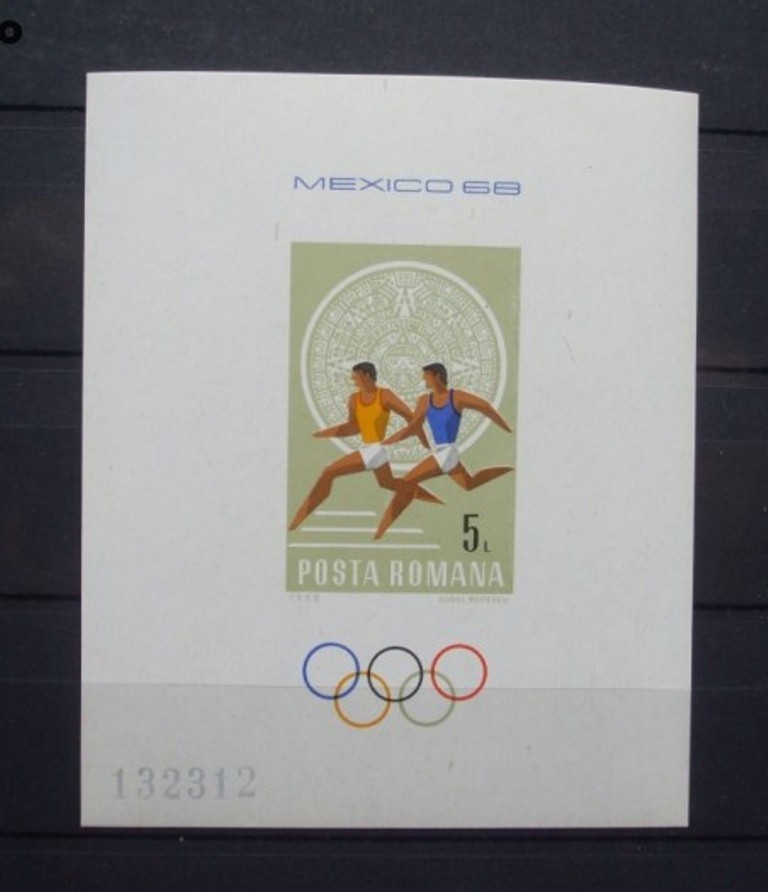 MEXICO 68
5 L
POSTA ROMANA
132312